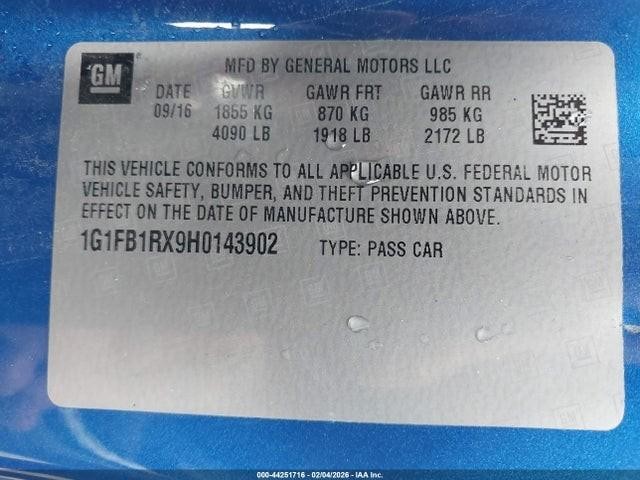 GM
MFD BY GENERAL MOTORS LLC
DATE GVWR GAWR FRT GAWR RR
09/16 1855 KG 870 KG 985 KG
4090 LB 1918 LB 2172 LB
THIS VEHICLE CONFORMS TO ALL APPLICABLE U.S. FEDERAL MOTOR
VEHICLE SAFETY, BUMPER, AND THEFT PREVENTION STANDARDS IN
EFFECT ON THE DATE OF MANUFACTURE SHOWN ABOVE.
1G1FB1RX9H0143902 TYPE: PASS CAR
000-44251716 - 02/04/2026 - IAA Inc.